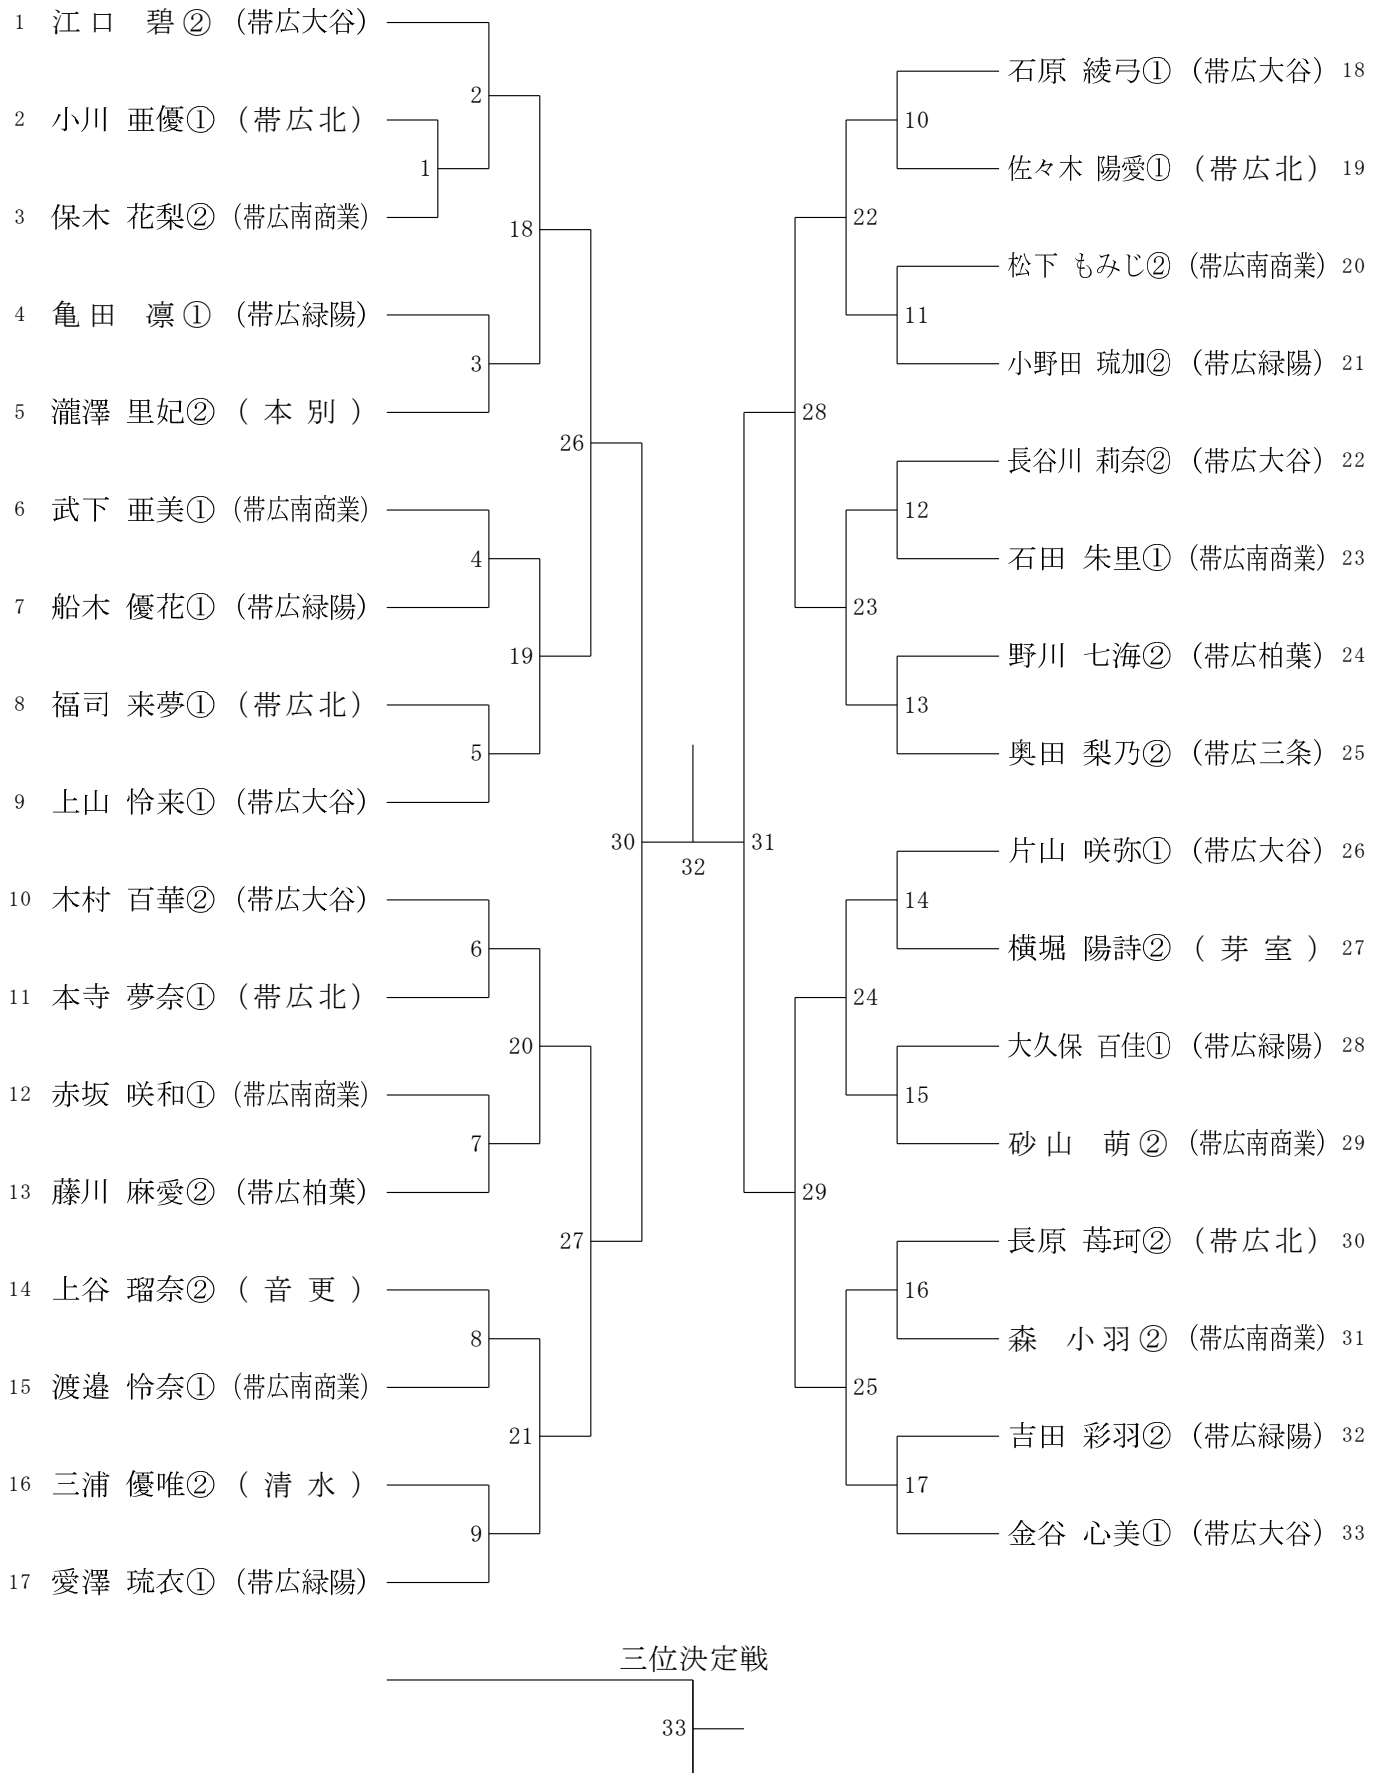 1 江口 碧② (帯広大谷)
2 小川 亜優① (帯広北)
3 保木 花梨② (帯広南商業)
4 亀田 凛① (帯広緑陽)
5 瀧澤 里妃② (本別)
6 武下 亜美① (帯広南商業)
7 船木 優花① (帯広緑陽)
8 福司 来夢① (帯広北)
9 上山 怜来① (帯広大谷)
10 木村 百華② (帯広大谷)
11 本寺 夢奈① (帯広北)
12 赤坂 咲和① (帯広南商業)
13 藤川 麻愛② (帯広柏葉)
14 上谷 瑠奈② (音更)
15 渡邉 怜奈① (帯広南商業)
16 三浦 優唯② (清水)
17 愛澤 琉衣① (帯広緑陽)
2
1
18
3
26
4
19
5
30
6
20
7
27
8
21
9
32
31
10
22
11
28
12
23
13
14
24
15
29
16
25
17
石原 綾弓① (帯広大谷) 18
佐々木 陽愛① (帯広北) 19
松下 もみじ② (帯広南商業) 20
小野田 琉加② (帯広緑陽) 21
長谷川 莉奈② (帯広大谷) 22
石田 朱里① (帯広南商業) 23
野川 七海② (帯広柏葉) 24
奥田 梨乃② (帯広三条) 25
片山 咲弥① (帯広大谷) 26
横堀 陽詩② (芽室) 27
大久保 百佳① (帯広緑陽) 28
砂山 萌② (帯広南商業) 29
長原 苺珂② (帯広北) 30
森 小羽② (帯広南商業) 31
吉田 彩羽② (帯広緑陽) 32
金谷 心美① (帯広大谷) 33
三位決定戦
33